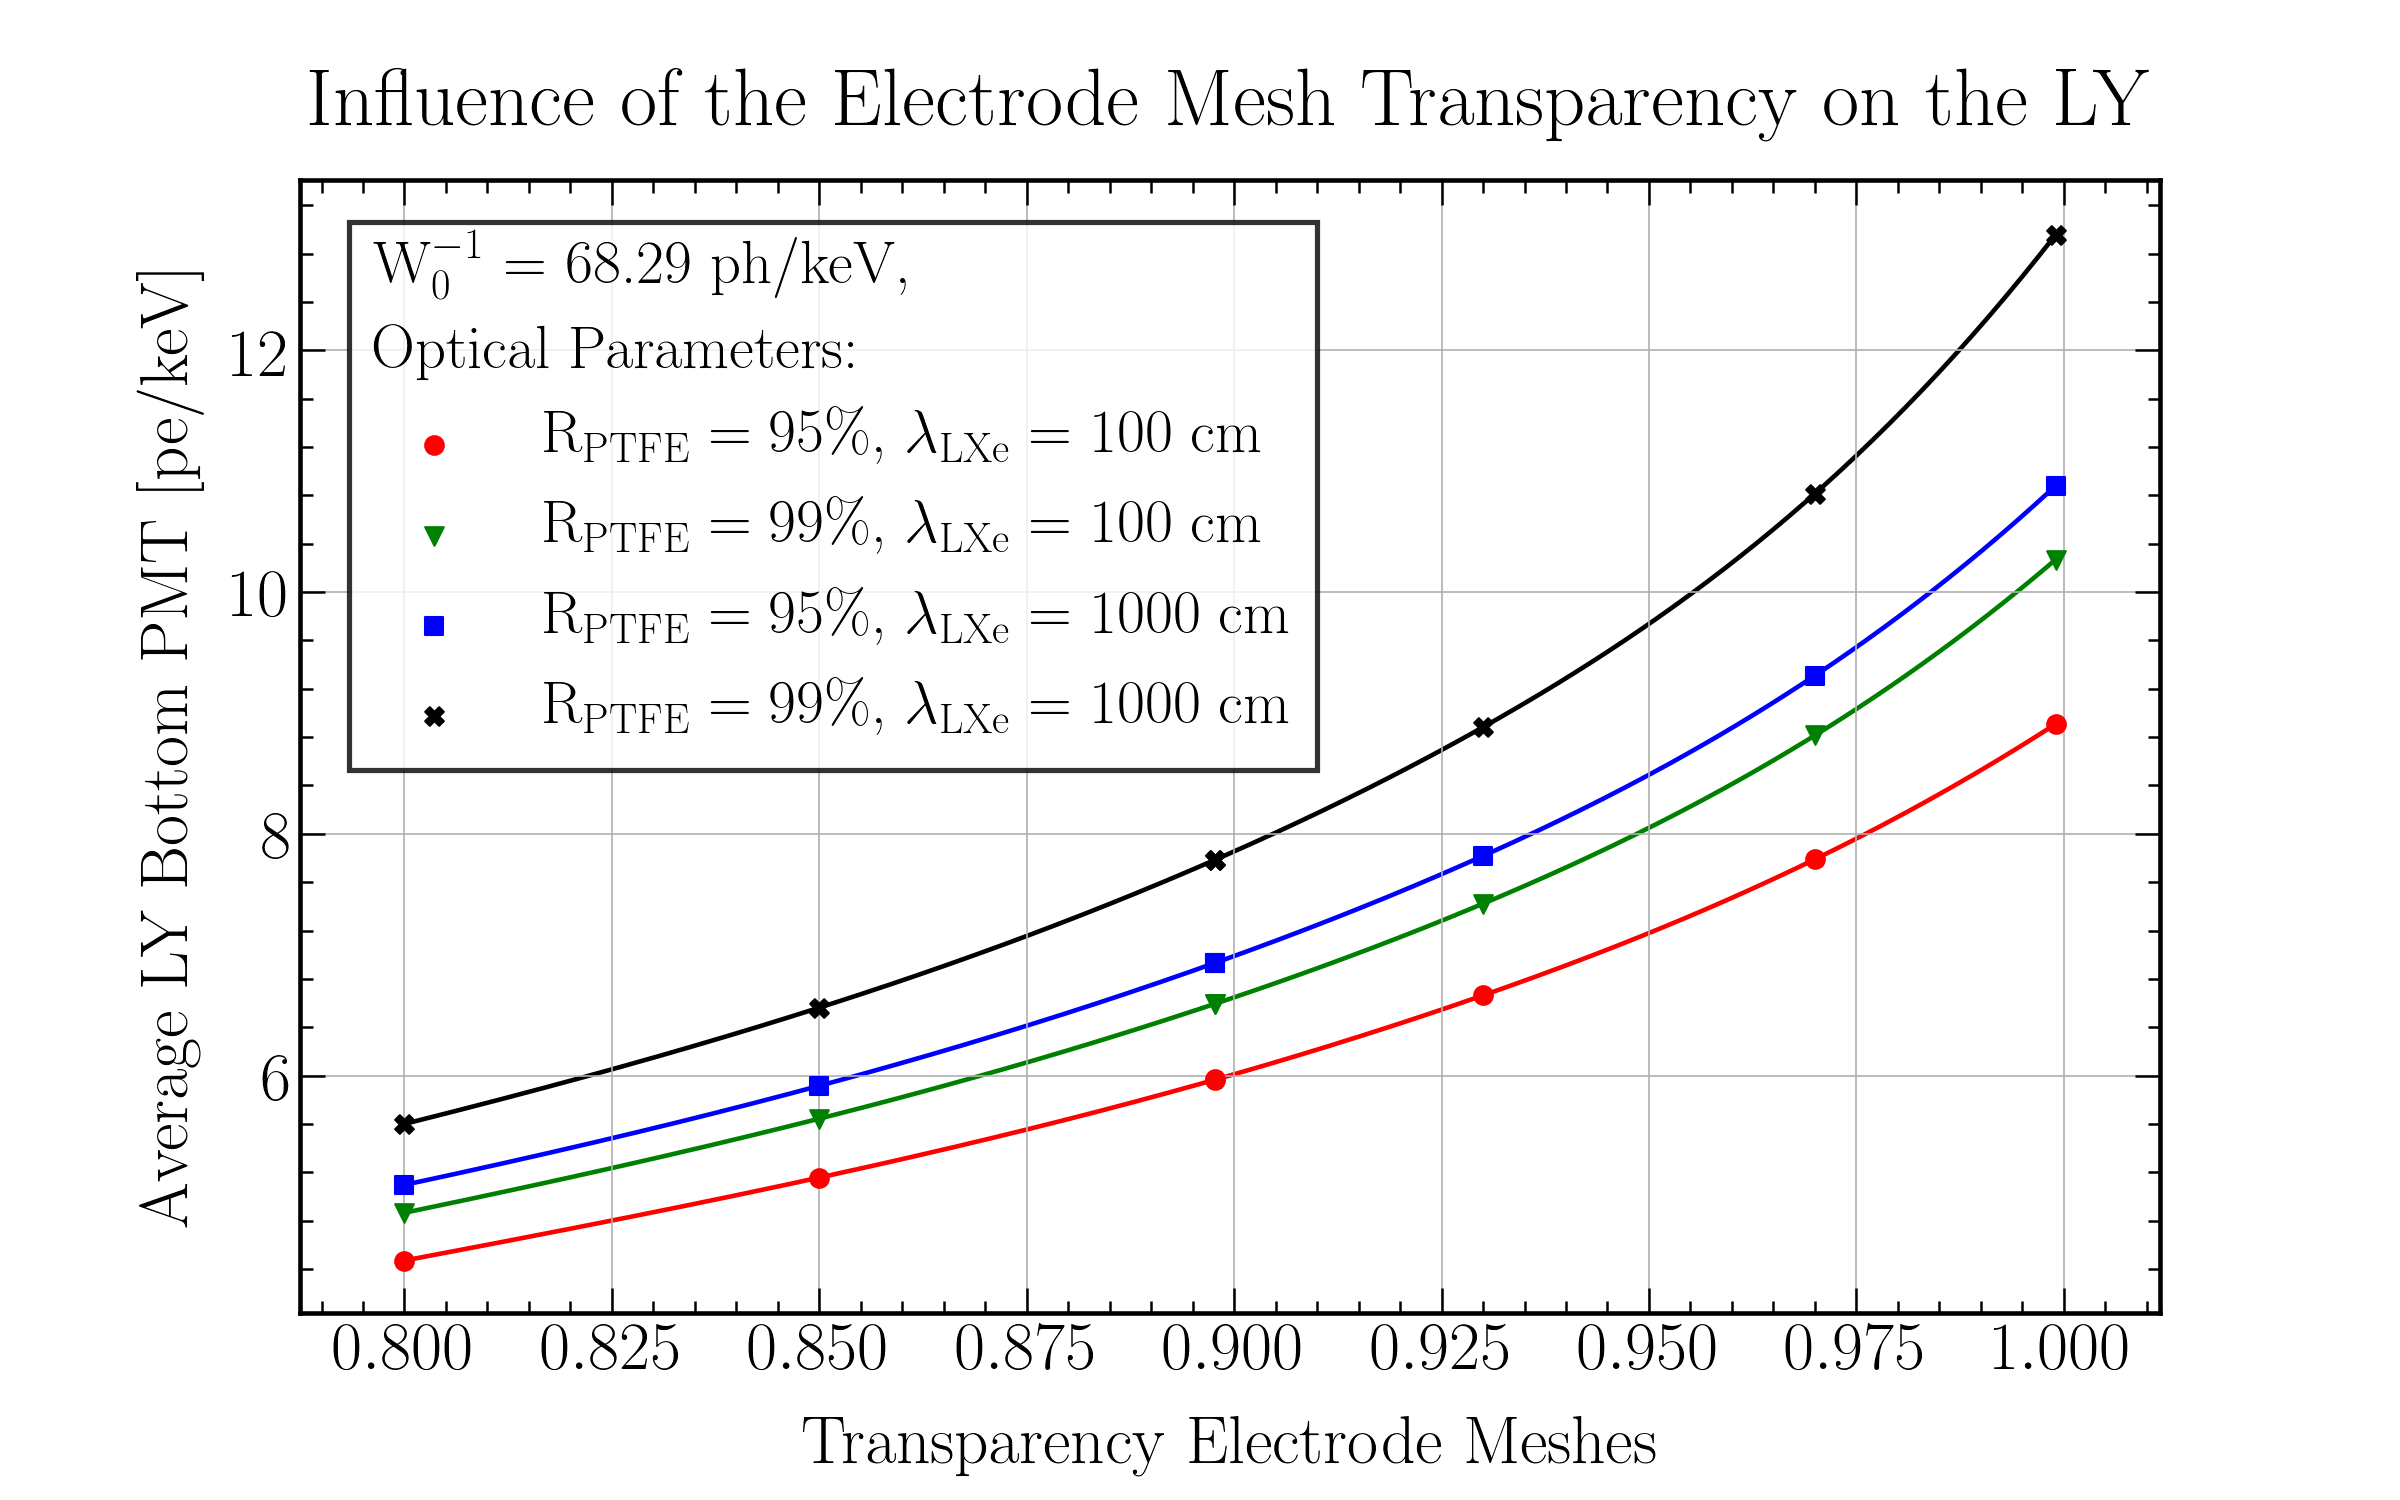 Influence of the Electrode Mesh Transparency on the LY
W₀⁻¹ = 68.29 ph/keV,
Optical Parameters:
R_PTFE = 95%, λ_LXe = 100 cm
R_PTFE = 99%, λ_LXe = 100 cm
R_PTFE = 95%, λ_LXe = 1000 cm
R_PTFE = 99%, λ_LXe = 1000 cm
Average LY Bottom PMT [pe/keV]
12
10
8
6
0.800 0.825 0.850 0.875 0.900 0.925 0.950 0.975 1.000
Transparency Electrode Meshes